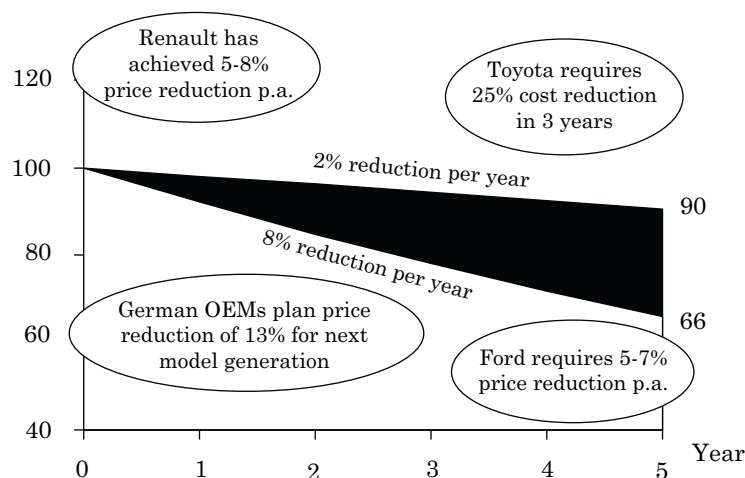 Renault has
achieved 5-8%
price reduction p.a.
Toyota requires
25% cost reduction
in 3 years
120
100
80
60
40
2% reduction per year
8% reduction per year
90
66
German OEMs plan price
reduction of 13% for next
model generation
Ford requires 5-7%
price reduction p.a.
0 1 2 3 4 5
Year